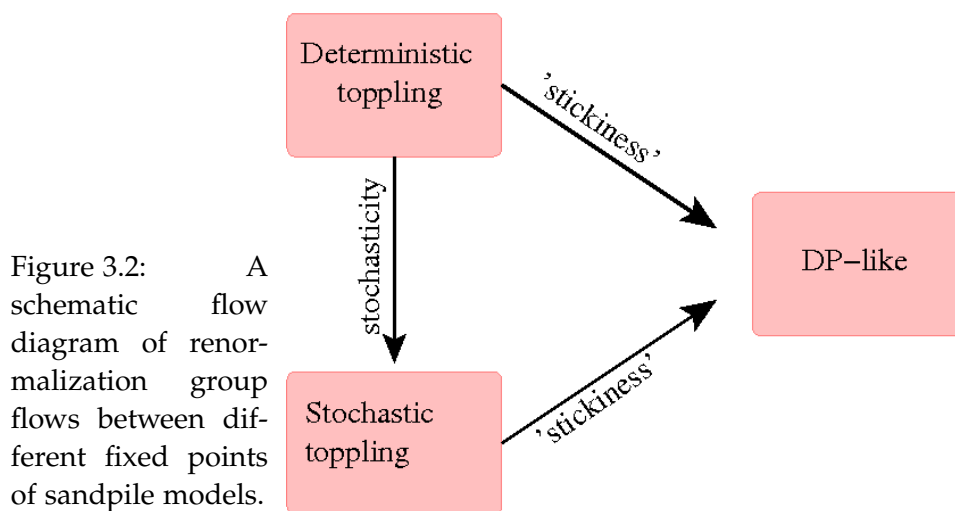 Deterministic
toppling
'stickiness'
stochasticity
DP−like
Stochastic
toppling
'stickiness'
Figure 3.2: A
schematic flow
diagram of renor-
malization group
flows between dif-
ferent fixed points
of sandpile models.